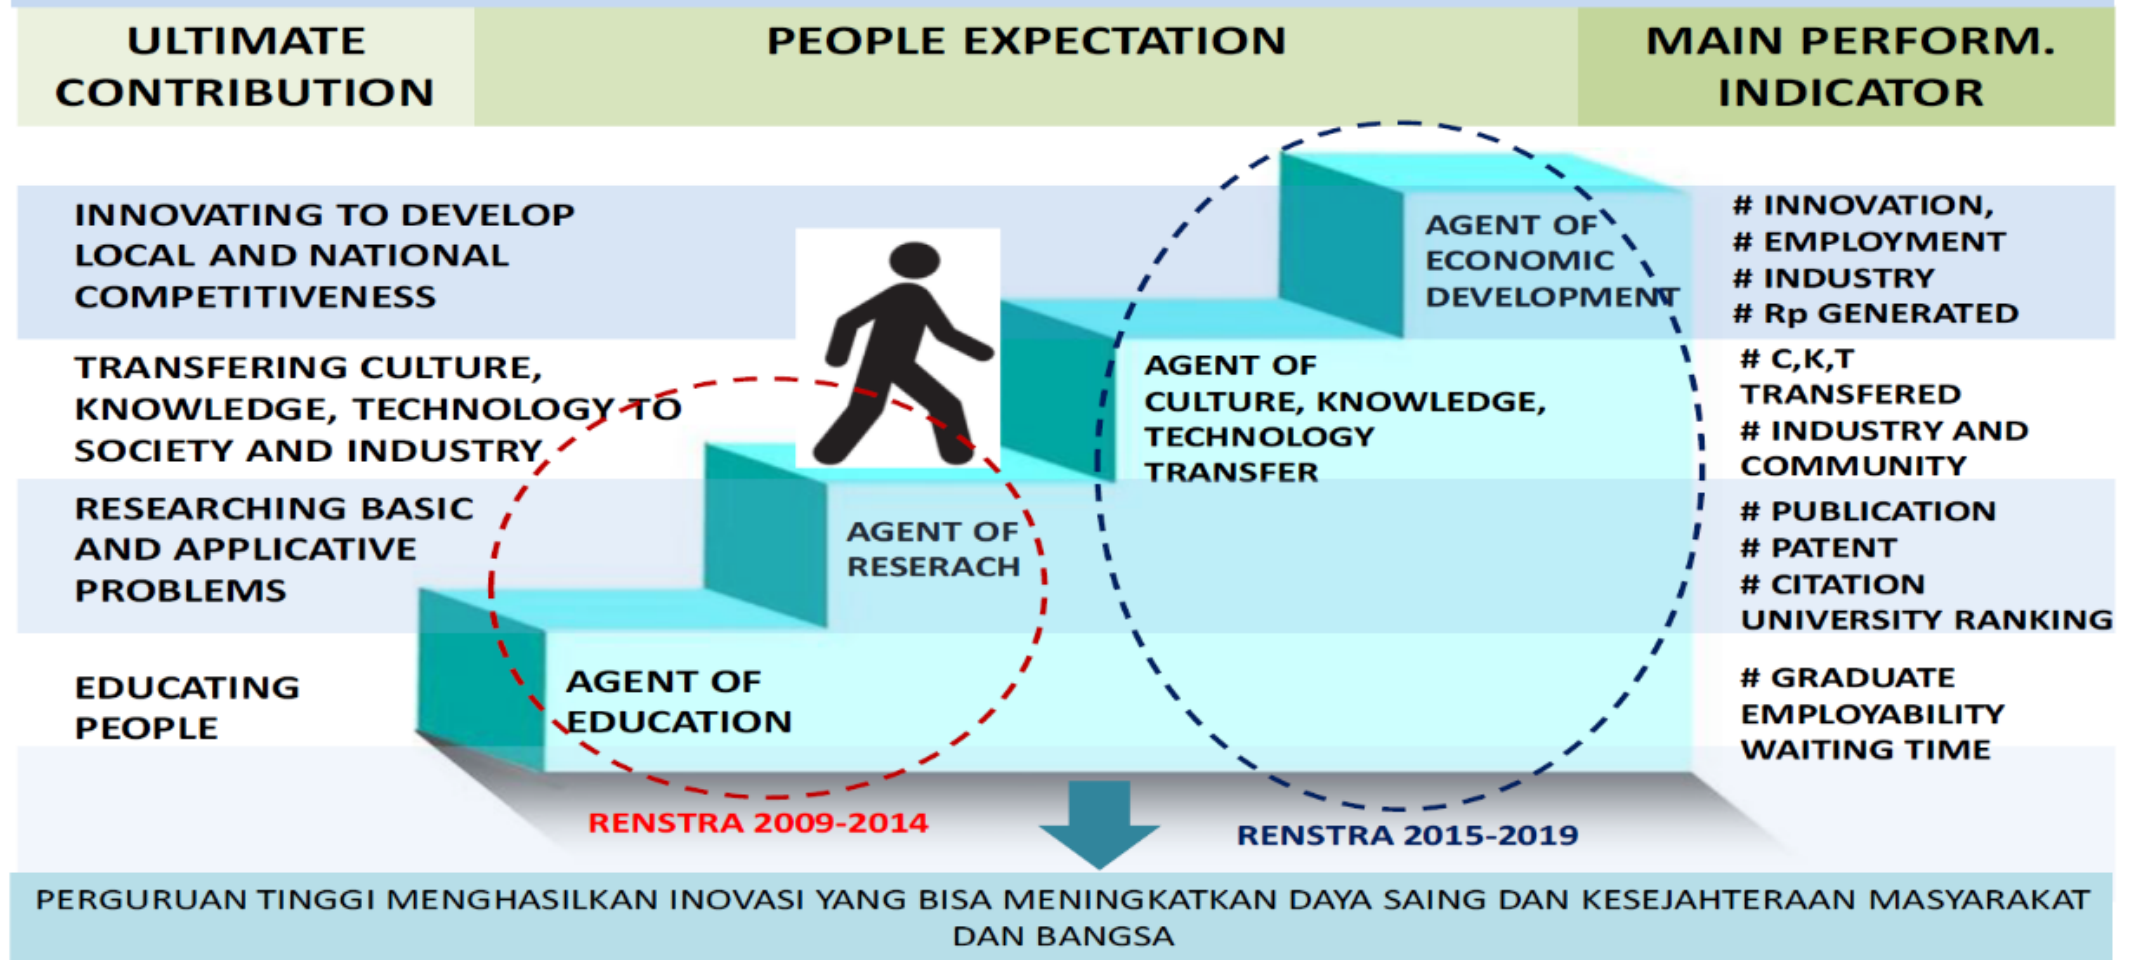 ULTIMATE
CONTRIBUTION
PEOPLE EXPECTATION
MAIN PERFORM.
INDICATOR
INNOVATING TO DEVELOP
LOCAL AND NATIONAL
COMPETITIVENESS
AGENT OF
ECONOMIC
DEVELOPMENT
# INNOVATION,
# EMPLOYMENT
# INDUSTRY
# Rp GENERATED
TRANSFERING CULTURE,
KNOWLEDGE, TECHNOLOGY TO
SOCIETY AND INDUSTRY
AGENT OF
CULTURE, KNOWLEDGE,
TECHNOLOGY
TRANSFER
# C,K,T
TRANSFERED
# INDUSTRY AND
COMMUNITY
RESEARCHING BASIC
AND APPLICATIVE
PROBLEMS
AGENT OF
RESERACH
# PUBLICATION
# PATENT
# CITATION
UNIVERSITY RANKING
EDUCATING
PEOPLE
AGENT OF
EDUCATION
# GRADUATE
EMPLOYABILITY
WAITING TIME
RENSTRA 2009-2014
RENSTRA 2015-2019
PERGURUAN TINGGI MENGHASILKAN INOVASI YANG BISA MENINGKATKAN DAYA SAING DAN KESEJAHTERAAN MASYARAKAT
DAN BANGSA